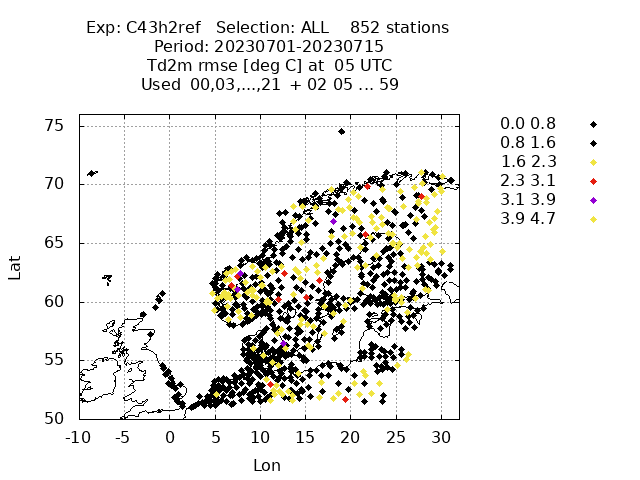 Exp: C43h2ref   Selection: ALL    852 stations
Period: 20230701-20230715
Td2m rmse [deg C] at  05 UTC
Used  00,03,...,21  + 02 05 ... 59
0.0 0.8
0.8 1.6
1.6 2.3
2.3 3.1
3.1 3.9
3.9 4.7
75
70
65
60
55
50
Lat
-10 -5 0 5 10 15 20 25 30
Lon